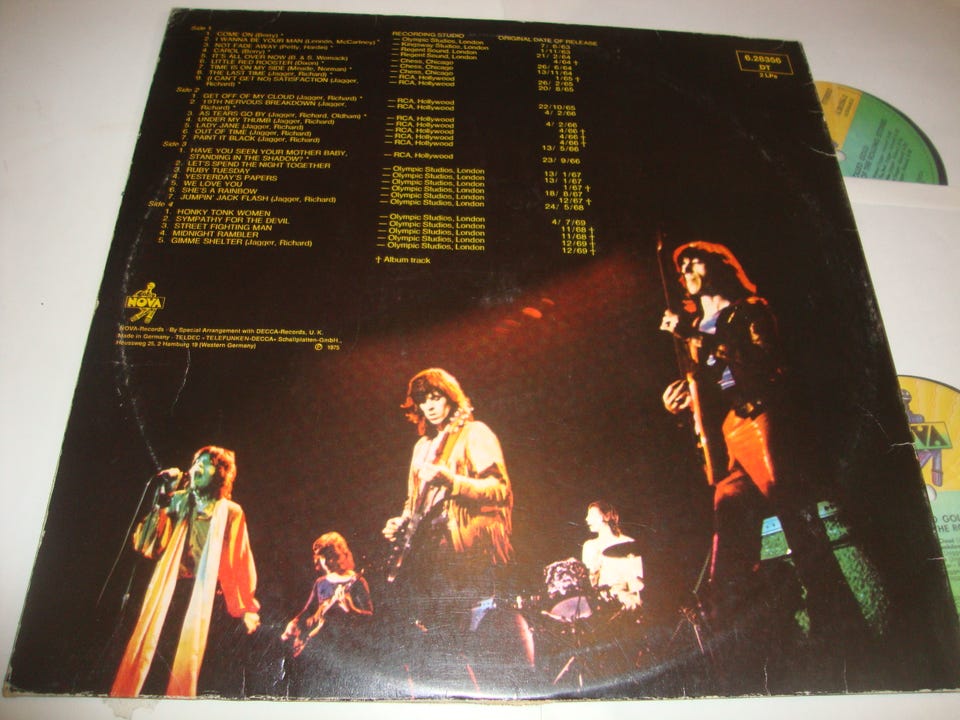 Side 1
RECORDING STUDIO ORIGINAL DATE OF RELEASE
1. COME ON (Berry) * — Olympic Studios, London 7/ 6/63
2. I WANNA BE YOUR MAN (Lennon, McCartney) * — Kingsway Studios, London 1/11/63
3. NOT FADE AWAY (Petty, Hardin) * — Regent Sound, London 21/ 2/64
4. CAROL (Berry) * — Regent Sound, London 4/64 †
5. IT'S ALL OVER NOW (B. & S. Womack) — Chess, Chicago 26/ 6/64
6. LITTLE RED ROOSTER (Dixon) * — Chess, Chicago 13/11/64
7. TIME IS ON MY SIDE (Meade, Norman) * — Chess, Chicago 1/65 †
8. THE LAST TIME (Jagger, Richard) * — RCA, Hollywood 26/ 2/65
9. (I CAN'T GET NO) SATISFACTION (Jagger, — RCA, Hollywood 20/ 8/65
Richard) *
Side 2
1. GET OFF OF MY CLOUD (Jagger, Richard) * — RCA, Hollywood 22/10/65
2. 19TH NERVOUS BREAKDOWN (Jagger, — RCA, Hollywood
Richard) *
3. AS TEARS GO BY (Jagger, Richard, Oldham) * — RCA, Hollywood 4/ 2/66
4. UNDER MY THUMB (Jagger, Richard) — RCA, Hollywood 4/66 †
5. LADY JANE (Jagger, Richard) — RCA, Hollywood 4/66 †
6. OUT OF TIME (Jagger, Richard) — RCA, Hollywood 4/66 †
7. PAINT IT BLACK (Jagger, Richard) — RCA, Hollywood 13/ 5/66
Side 3
1. HAVE YOU SEEN YOUR MOTHER BABY, — RCA, Hollywood 23/ 9/66
STANDING IN THE SHADOW? *
2. LET'S SPEND THE NIGHT TOGETHER — Olympic Studios, London 13/ 1/67
3. RUBY TUESDAY — Olympic Studios, London 13/ 1/67
4. YESTERDAY'S PAPERS — Olympic Studios, London 1/67 †
5. WE LOVE YOU — Olympic Studios, London 18/ 8/67
6. SHE'S A RAINBOW — Olympic Studios, London 12/67 †
7. JUMPIN' JACK FLASH (Jagger, Richard) — Olympic Studios, London 24/ 5/68
Side 4
1. HONKY TONK WOMEN — Olympic Studios, London 4/ 7/69
2. SYMPATHY FOR THE DEVIL — Olympic Studios, London 11/68 †
3. STREET FIGHTING MAN — Olympic Studios, London 11/68 †
4. MIDNIGHT RAMBLER — Olympic Studios, London 12/69 †
5. GIMME SHELTER (Jagger, Richard) — Olympic Studios, London 12/69 †
† Album track
6.28356
DT
2 LPs
NOVA
NOVA-Records · By Special Arrangement with DECCA-Records, U. K.
Made in Germany · TELDEC »TELEFUNKEN-DECCA« Schallplatten-GmbH.,
Heussweg 25, 2 Hamburg 19 (Western Germany) ℗ 1975